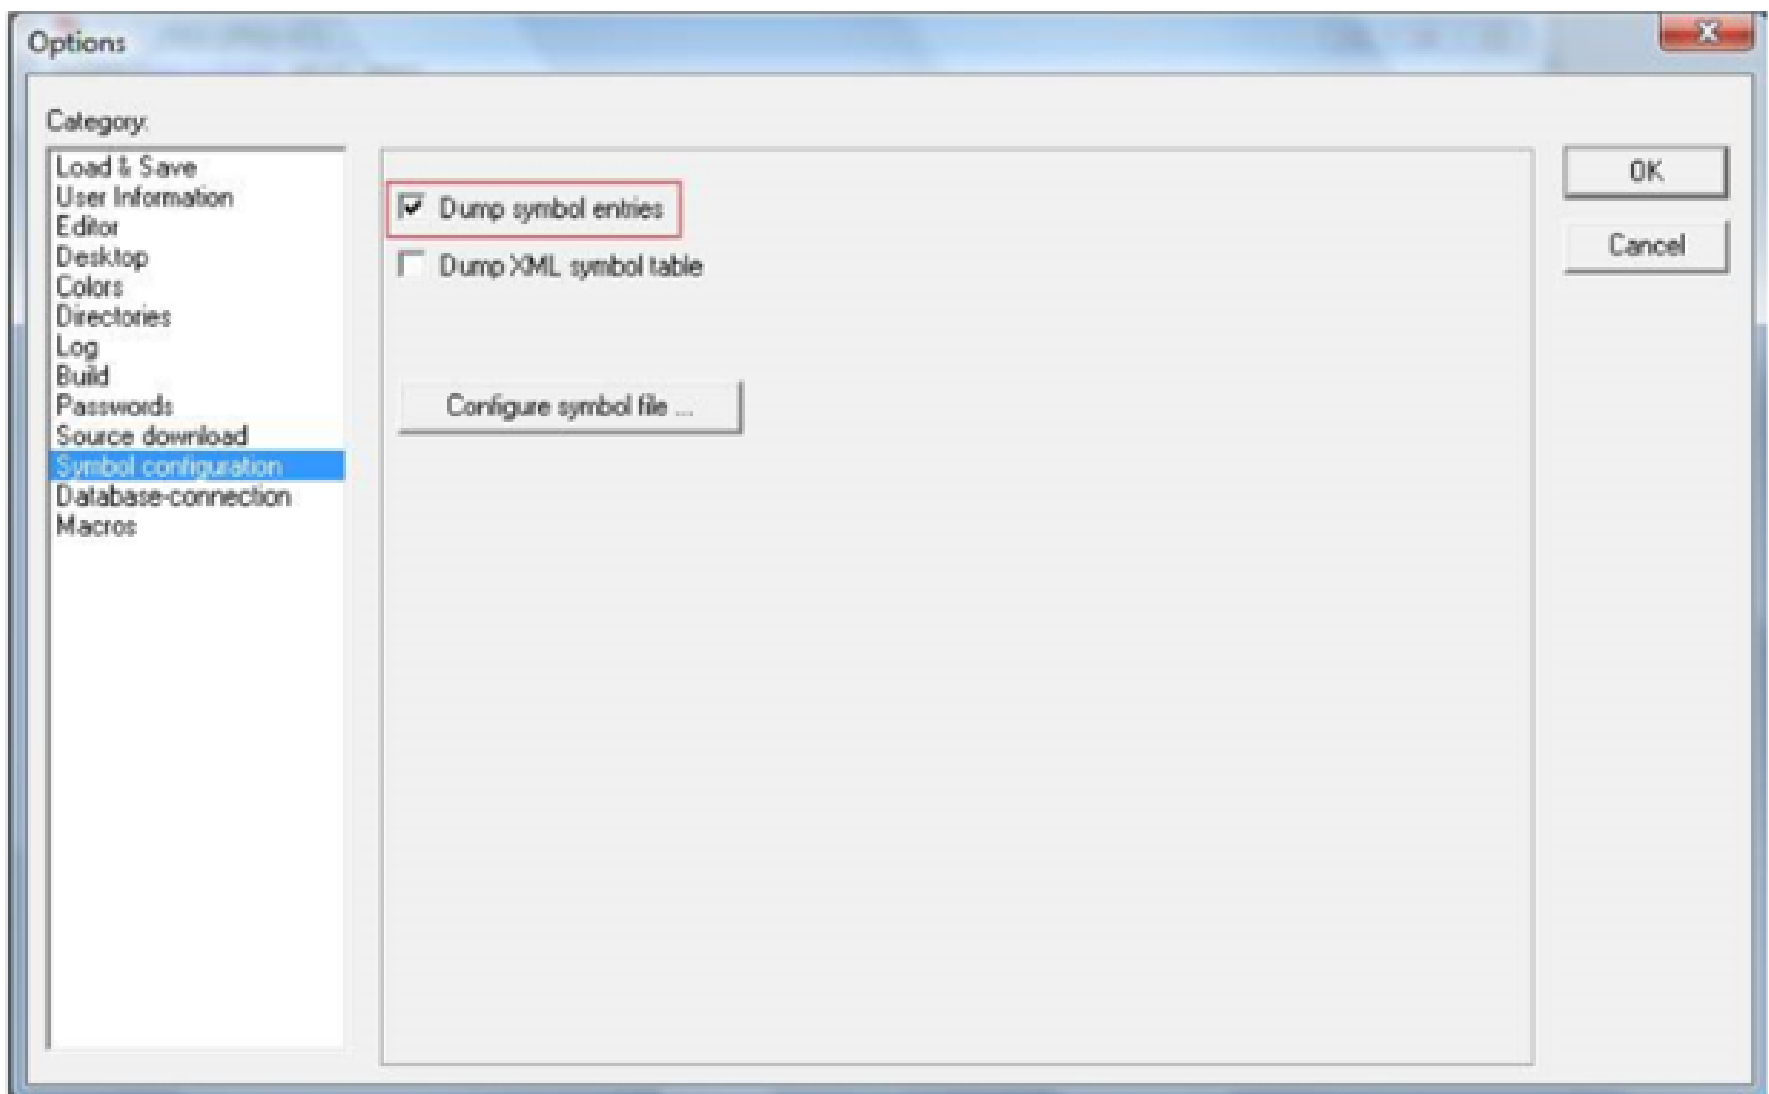 Options
Category:
Load & Save
User Information
Editor
Desktop
Colors
Directories
Log
Build
Passwords
Source download
Symbol configuration
Database-connection
Macros
Dump symbol entries
Dump XML symbol table
Configure symbol file ...
OK
Cancel